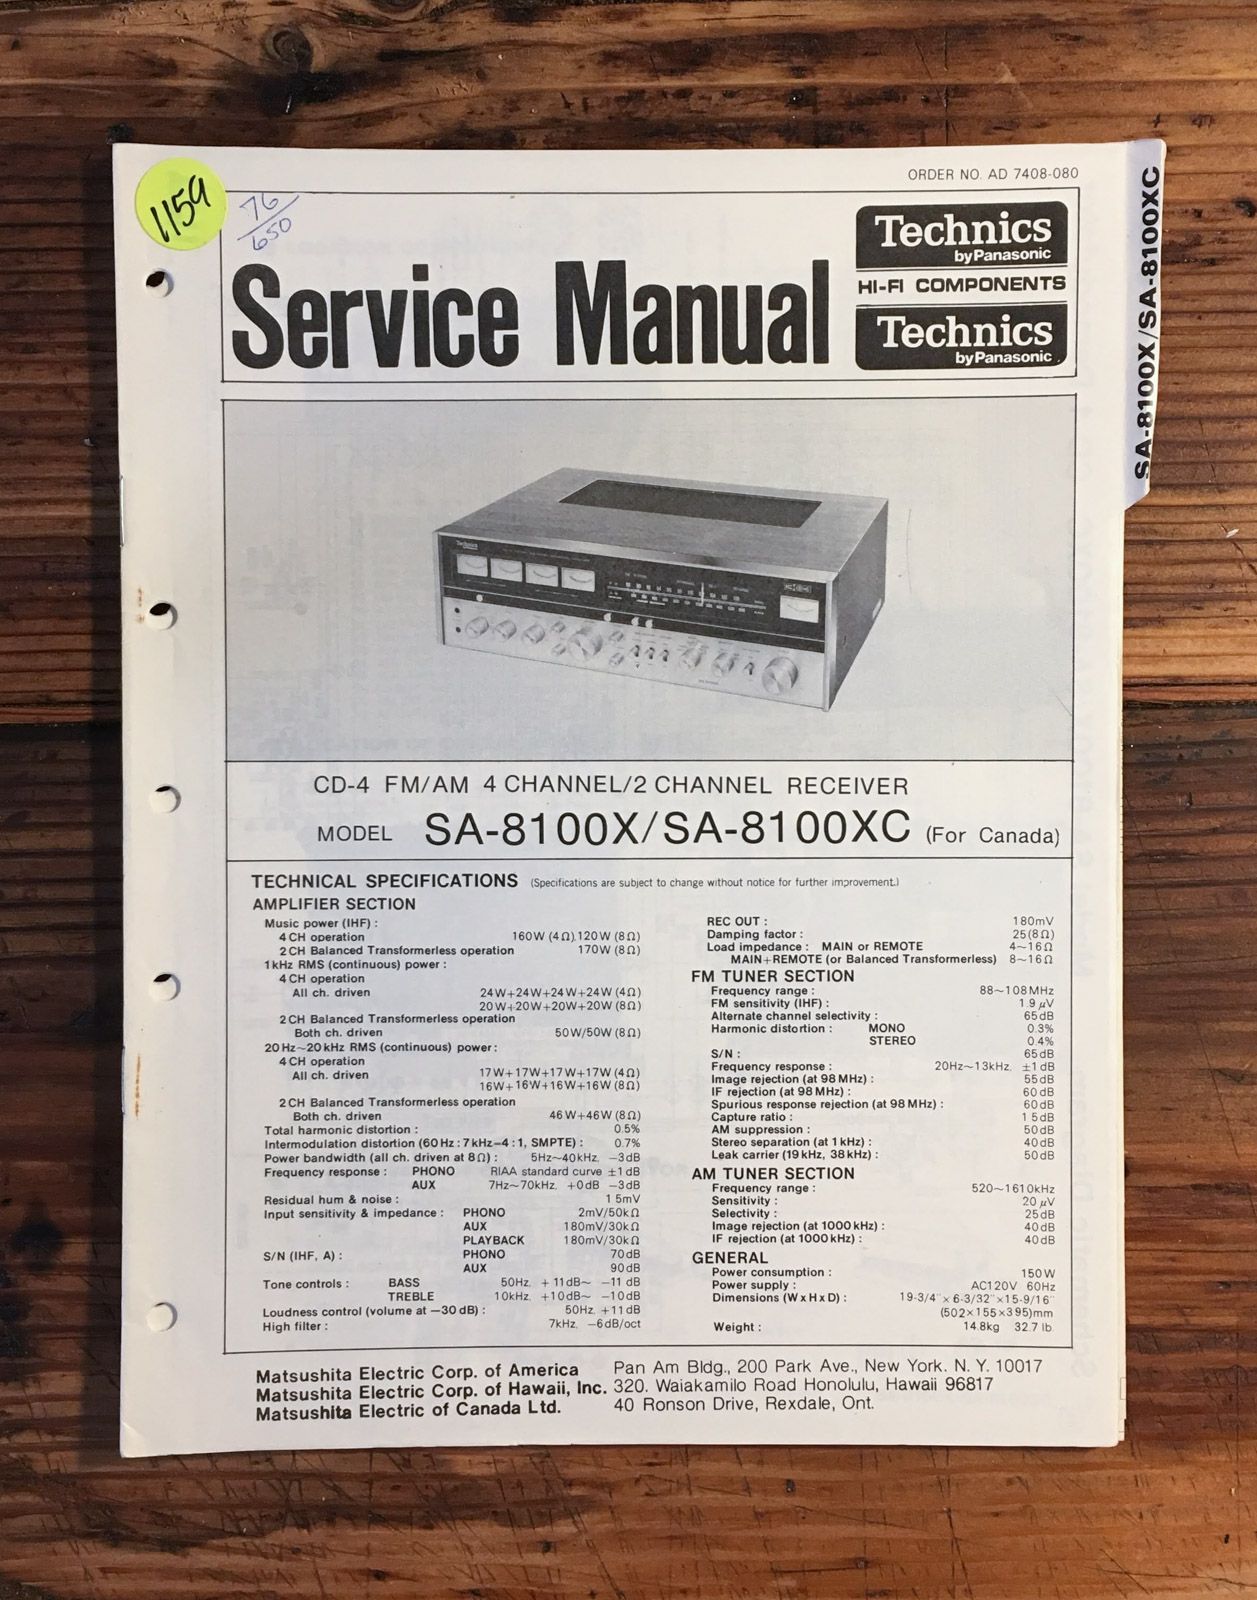 ORDER NO. AD 7408-080
1159
76
650
Service Manual
Technics
by Panasonic
HI-FI COMPONENTS
Technics
by Panasonic
SA-8100X/SA-8100XC
Technics
CD-4 FM/AM 4 CHANNEL/2 CHANNEL RECEIVER
MODEL SA-8100X/SA-8100XC (For Canada)
TECHNICAL SPECIFICATIONS (Specifications are subject to change without notice for further improvement.)
AMPLIFIER SECTION
Music power (IHF) :
4 CH operation 160W (4Ω), 120W (8Ω)
2 CH Balanced Transformerless operation 170W (8Ω)
1kHz RMS (continuous) power :
4 CH operation
All ch. driven 24W+24W+24W+24W (4Ω)
20W+20W+20W+20W (8Ω)
2 CH Balanced Transformerless operation
Both ch. driven 50W/50W (8Ω)
20Hz~20kHz RMS (continuous) power :
4 CH operation
All ch. driven 17W+17W+17W+17W (4Ω)
16W+16W+16W+16W (8Ω)
2 CH Balanced Transformerless operation
Both ch. driven 46W+46W (8Ω)
Total harmonic distortion : 0.5%
Intermodulation distortion (60Hz : 7kHz—4 : 1, SMPTE) : 0.7%
Power bandwidth (all ch. driven at 8Ω) : 5Hz~40kHz, −3dB
Frequency response : PHONO RIAA standard curve ±1dB
AUX 7Hz~70kHz, +0dB −3dB
Residual hum & noise : 1.5mV
Input sensitivity & impedance : PHONO 2mV/50kΩ
AUX 180mV/30kΩ
PLAYBACK 180mV/30kΩ
S/N (IHF, A) : PHONO 70dB
AUX 90dB
Tone controls : BASS 50Hz, +11dB~ −11dB
TREBLE 10kHz, +10dB~ −10dB
Loudness control (volume at −30dB) : 50Hz, +11dB
High filter : 7kHz, −6dB/oct
REC OUT : 180mV
Damping factor : 25(8Ω)
Load impedance : MAIN or REMOTE 4~16Ω
MAIN+REMOTE (or Balanced Transformerless) 8~16Ω
FM TUNER SECTION
Frequency range : 88~108MHz
FM sensitivity (IHF) : 1.9μV
Alternate channel selectivity : 65dB
Harmonic distortion : MONO 0.3%
STEREO 0.4%
S/N : 65dB
Frequency response : 20Hz~13kHz, ±1dB
Image rejection (at 98MHz) : 55dB
IF rejection (at 98MHz) : 60dB
Spurious response rejection (at 98MHz) : 60dB
Capture ratio : 1.5dB
AM suppression : 50dB
Stereo separation (at 1kHz) : 40dB
Leak carrier (19kHz, 38kHz) : 50dB
AM TUNER SECTION
Frequency range : 520~1610kHz
Sensitivity : 20μV
Selectivity : 25dB
Image rejection (at 1000kHz) : 40dB
IF rejection (at 1000kHz) : 40dB
GENERAL
Power consumption : 150W
Power supply : AC120V 60Hz
Dimensions (W x H x D) : 19-3/4"×6-3/32"×15-9/16"
(502×155×395)mm
Weight : 14.8kg 32.7 lb.
Matsushita Electric Corp. of America Pan Am Bldg., 200 Park Ave., New York. N. Y. 10017
Matsushita Electric Corp. of Hawaii, Inc. 320. Waiakamilo Road Honolulu, Hawaii 96817
Matsushita Electric of Canada Ltd. 40 Ronson Drive, Rexdale, Ont.